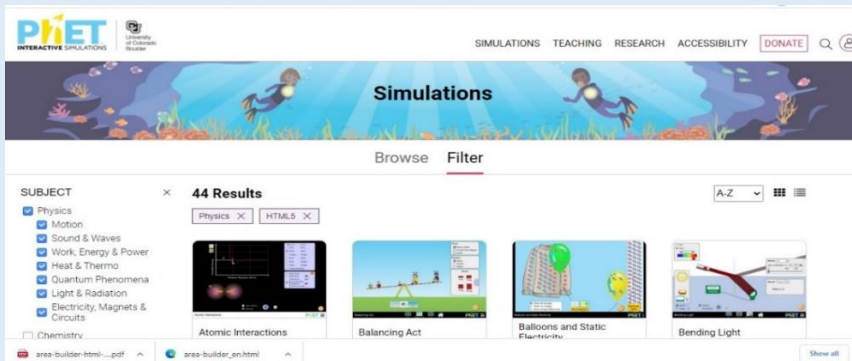 PhET
INTERACTIVE SIMULATIONS
University
of Colorado
Boulder
SIMULATIONS TEACHING RESEARCH ACCESSIBILITY DONATE
Simulations
Browse Filter
SUBJECT ×
Physics
Motion
Sound & Waves
Work, Energy & Power
Heat & Thermo
Quantum Phenomena
Light & Radiation
Electricity, Magnets &
Circuits
Chemistry
44 Results
A-Z
Physics × HTML5 ×
Atomic Interactions
Balancing Act
Balloons and Static
Electricity
Bending Light
area-builder-html-....pdf
area-builder_en.html
Show all